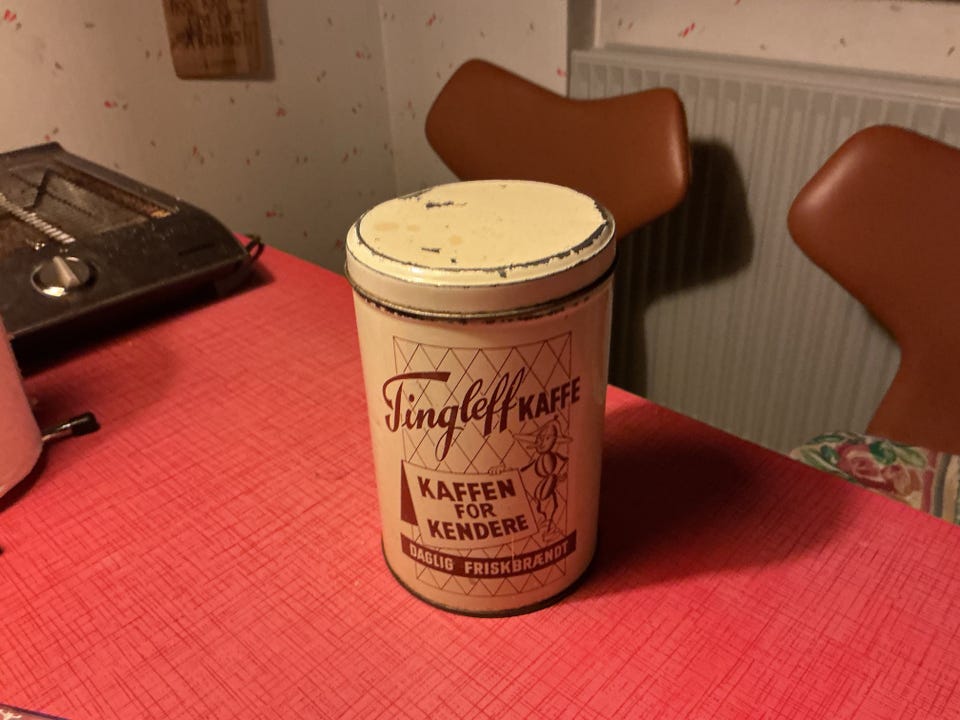 Tingleff KAFFE
KAFFEN
FOR
KENDERE
DAGLIG FRISKBRÆNDT